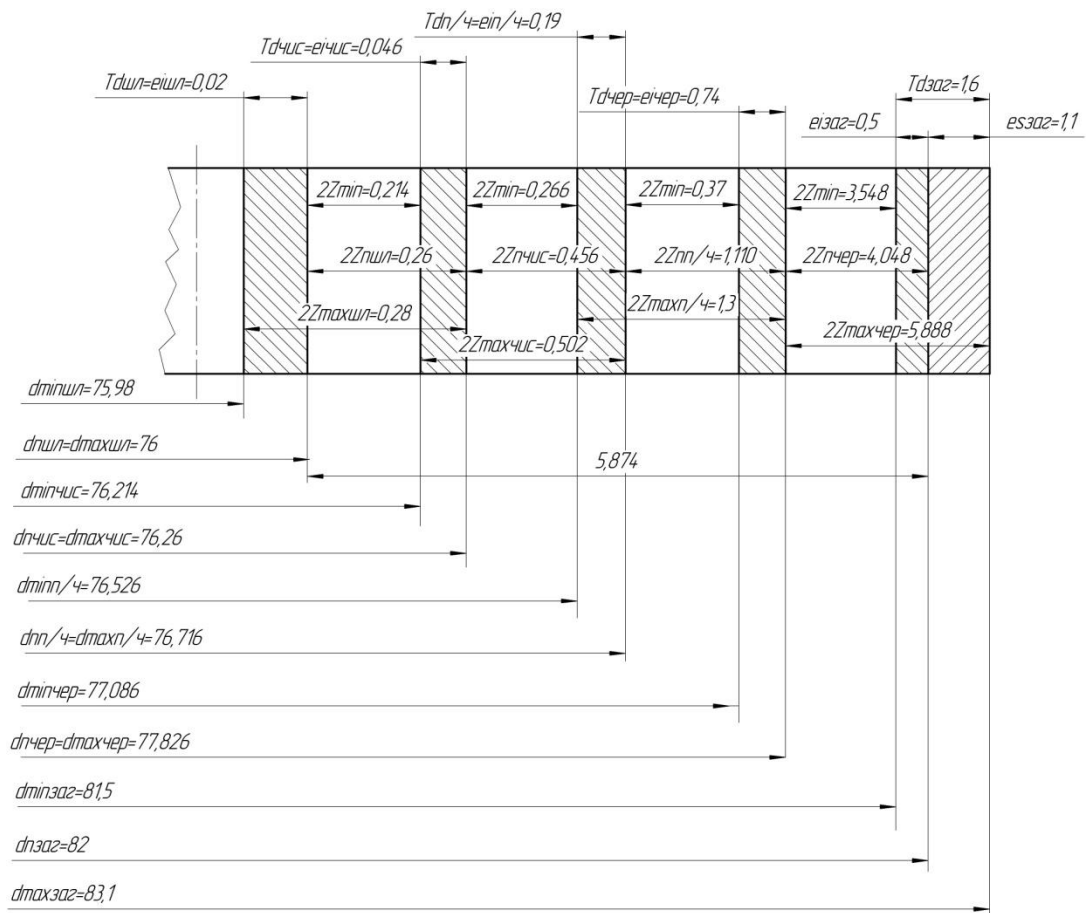 Tdп/ч=eiп/ч=0,19
Tdчис=eiчис=0,046
Tdшл=eiшл=0,02
Tdчер=eiчер=0,74
Tdзаг=1,6
eiзаг=0,5
esзаг=1,1
2Zmin=0,214
2Zmin=0,266
2Zmin=0,37
2Zmin=3,548
2Zпшл=0,26
2Zпчис=0,456
2Zпп/ч=1,110
2Zпчер=4,048
2Zmaxшл=0,28
2Zmaxп/ч=1,3
2Zmaxчис=0,502
2Zmaxчер=5,888
dminшл=75,98
dпшл=dmaxшл=76
5,874
dminчис=76,214
dпчис=dmaxчис=76,26
dminп/ч=76,526
dпп/ч=dmaxп/ч=76,716
dminчер=77,086
dпчер=dmaxчер=77,826
dminзаг=81,5
dпзаг=82
dmaxзаг=83,1